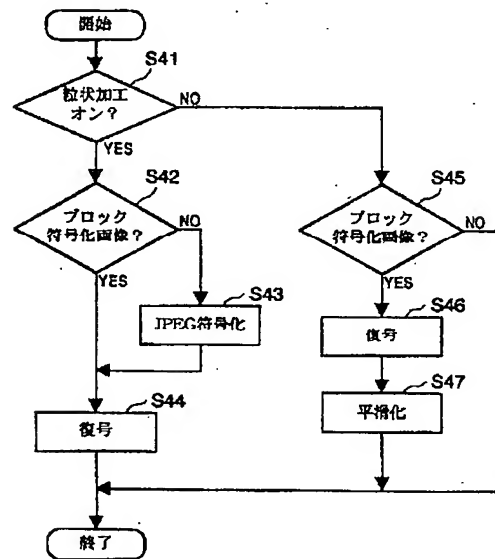 開始
S41
粒状加工
オン?
NO
YES
S42
S45
ブロック
符号化画像?
NO
YES
ブロック
符号化画像?
NO
YES
S43
JPEG符号化
S46
復号
S47
平滑化
S44
復号
終了